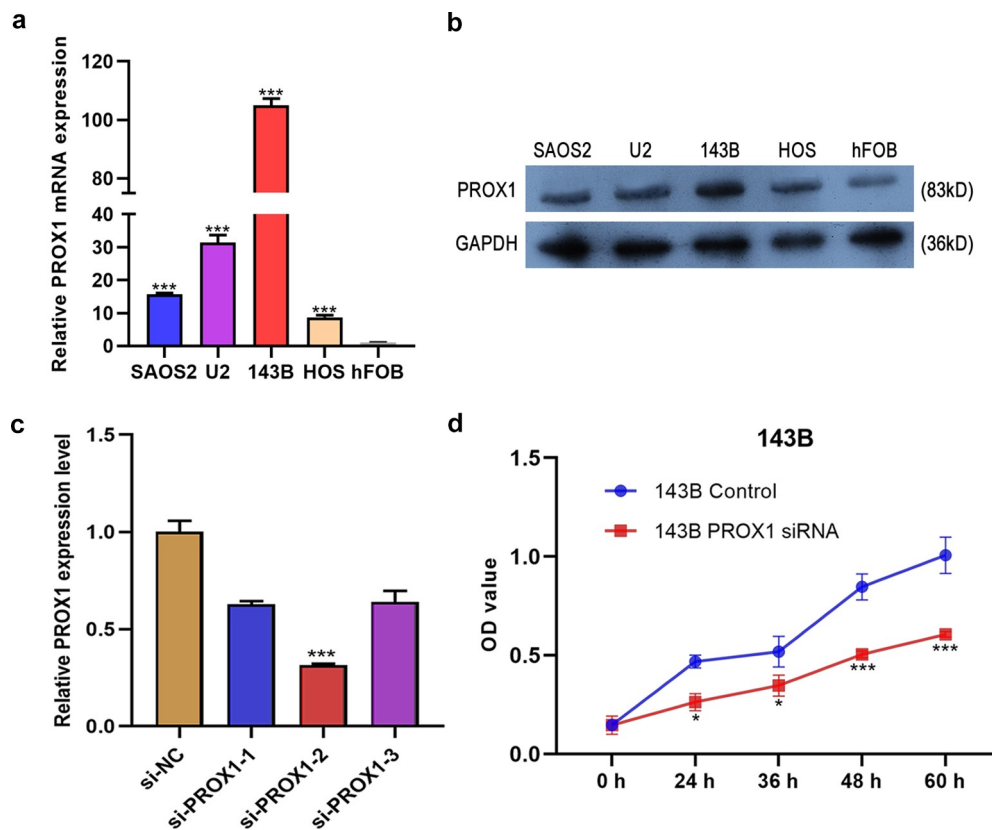 a
Relative PROX1 mRNA expression
120
100
80
40
30
20
10
0
***
***
***
***
SAOS2 U2 143B HOS hFOB
b
SAOS2 U2 143B HOS hFOB
PROX1 (83kD)
GAPDH (36kD)
c
Relative PROX1 expression level
1.5
1.0
0.5
0.0
***
si-NC
si-PROX1-1
si-PROX1-2
si-PROX1-3
d
143B
OD value
1.5
1.0
0.5
0.0
143B Control
143B PROX1 siRNA
*
*
***
***
0 h 24 h 36 h 48 h 60 h